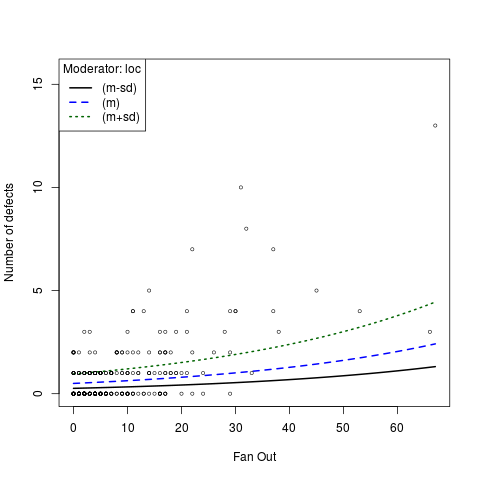 Moderator: loc
(m-sd)
(m)
(m+sd)
Number of defects
15
10
5
0
0 10 20 30 40 50 60
Fan Out